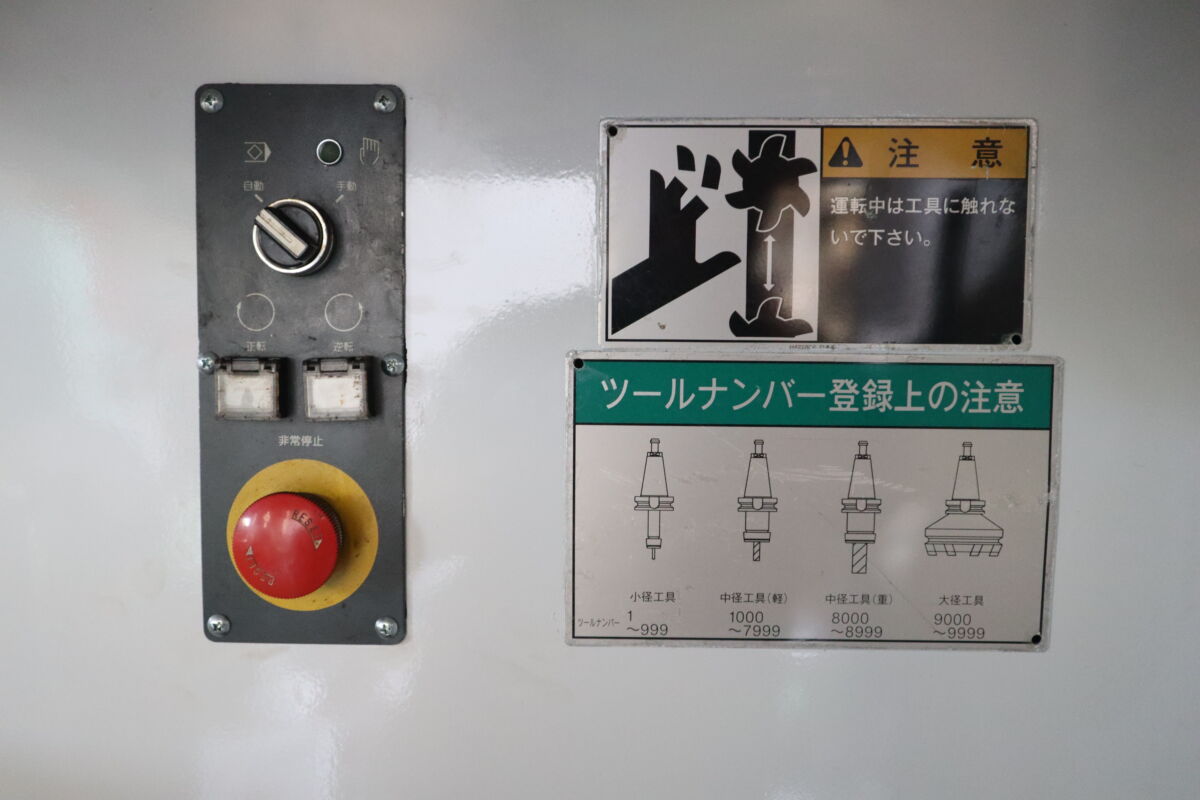 自動
手動
正転
逆転
非常停止
RESET
注意
運転中は工具に触れな
いで下さい。
ツールナンバー登録上の注意
小径工具
中径工具(軽)
中径工具(重)
大径工具
ツールナンバー
1
～999
1000
～7999
8000
～8999
9000
～9999